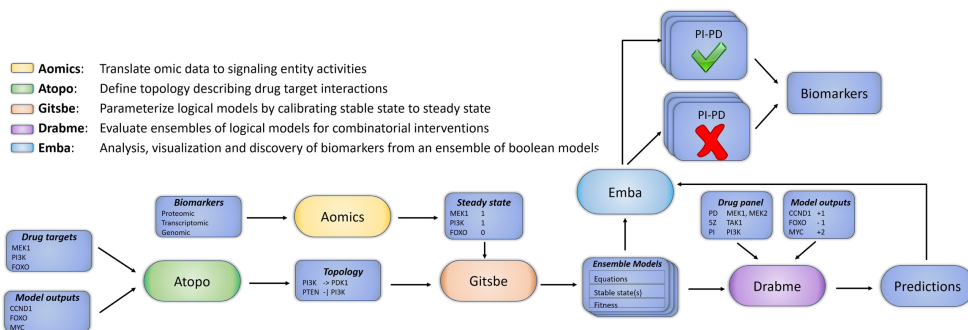 PI-PD
PI-PD
Biomarkers
Aomics: Translate omic data to signaling entity activities
Atopo: Define topology describing drug target interactions
Gitsbe: Parameterize logical models by calibrating stable state to steady state
Drabme: Evaluate ensembles of logical models for combinatorial interventions
Emba: Analysis, visualization and discovery of biomarkers from an ensemble of boolean models
Emba
Biomarkers
Proteomic
Transcriptomic
Genomic
Aomics
Steady state
MEK1 1
PI3K 1
FOXO 0
Drug panel
PD MEK1, MEK2
5Z TAK1
PI PI3K
Model outputs
CCND1 +1
FOXO - 1
MYC +2
Drug targets
MEK1
PI3K
FOXO
Model outputs
CCND1
FOXO
MYC
Atopo
Topology
PI3K -> PDK1
PTEN -| PI3K
Gitsbe
Ensemble Models
Equations
Stable state(s)
Fitness
Drabme
Predictions